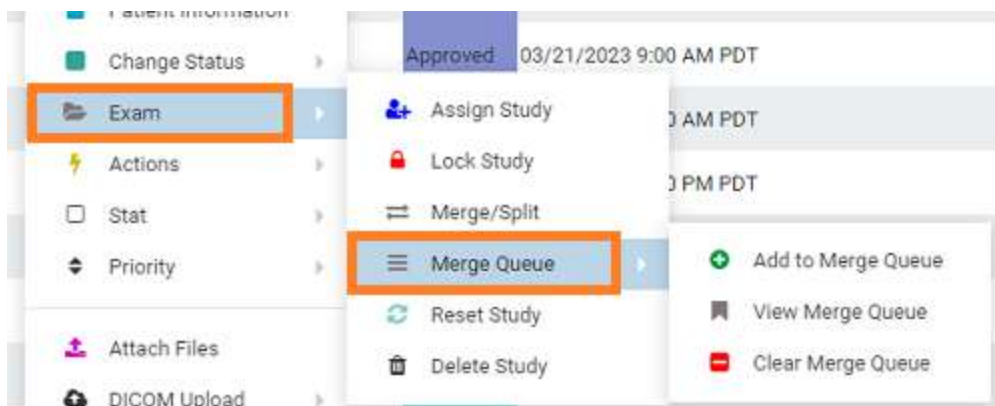 Patient Information
Change Status
Approved 03/21/2023 9:00 AM PDT
Exam
Assign Study
AM PDT
Actions
Lock Study
PM PDT
Stat
Merge/Split
Priority
Merge Queue
Add to Merge Queue
Reset Study
View Merge Queue
Attach Files
Delete Study
Clear Merge Queue
DICOM Upload